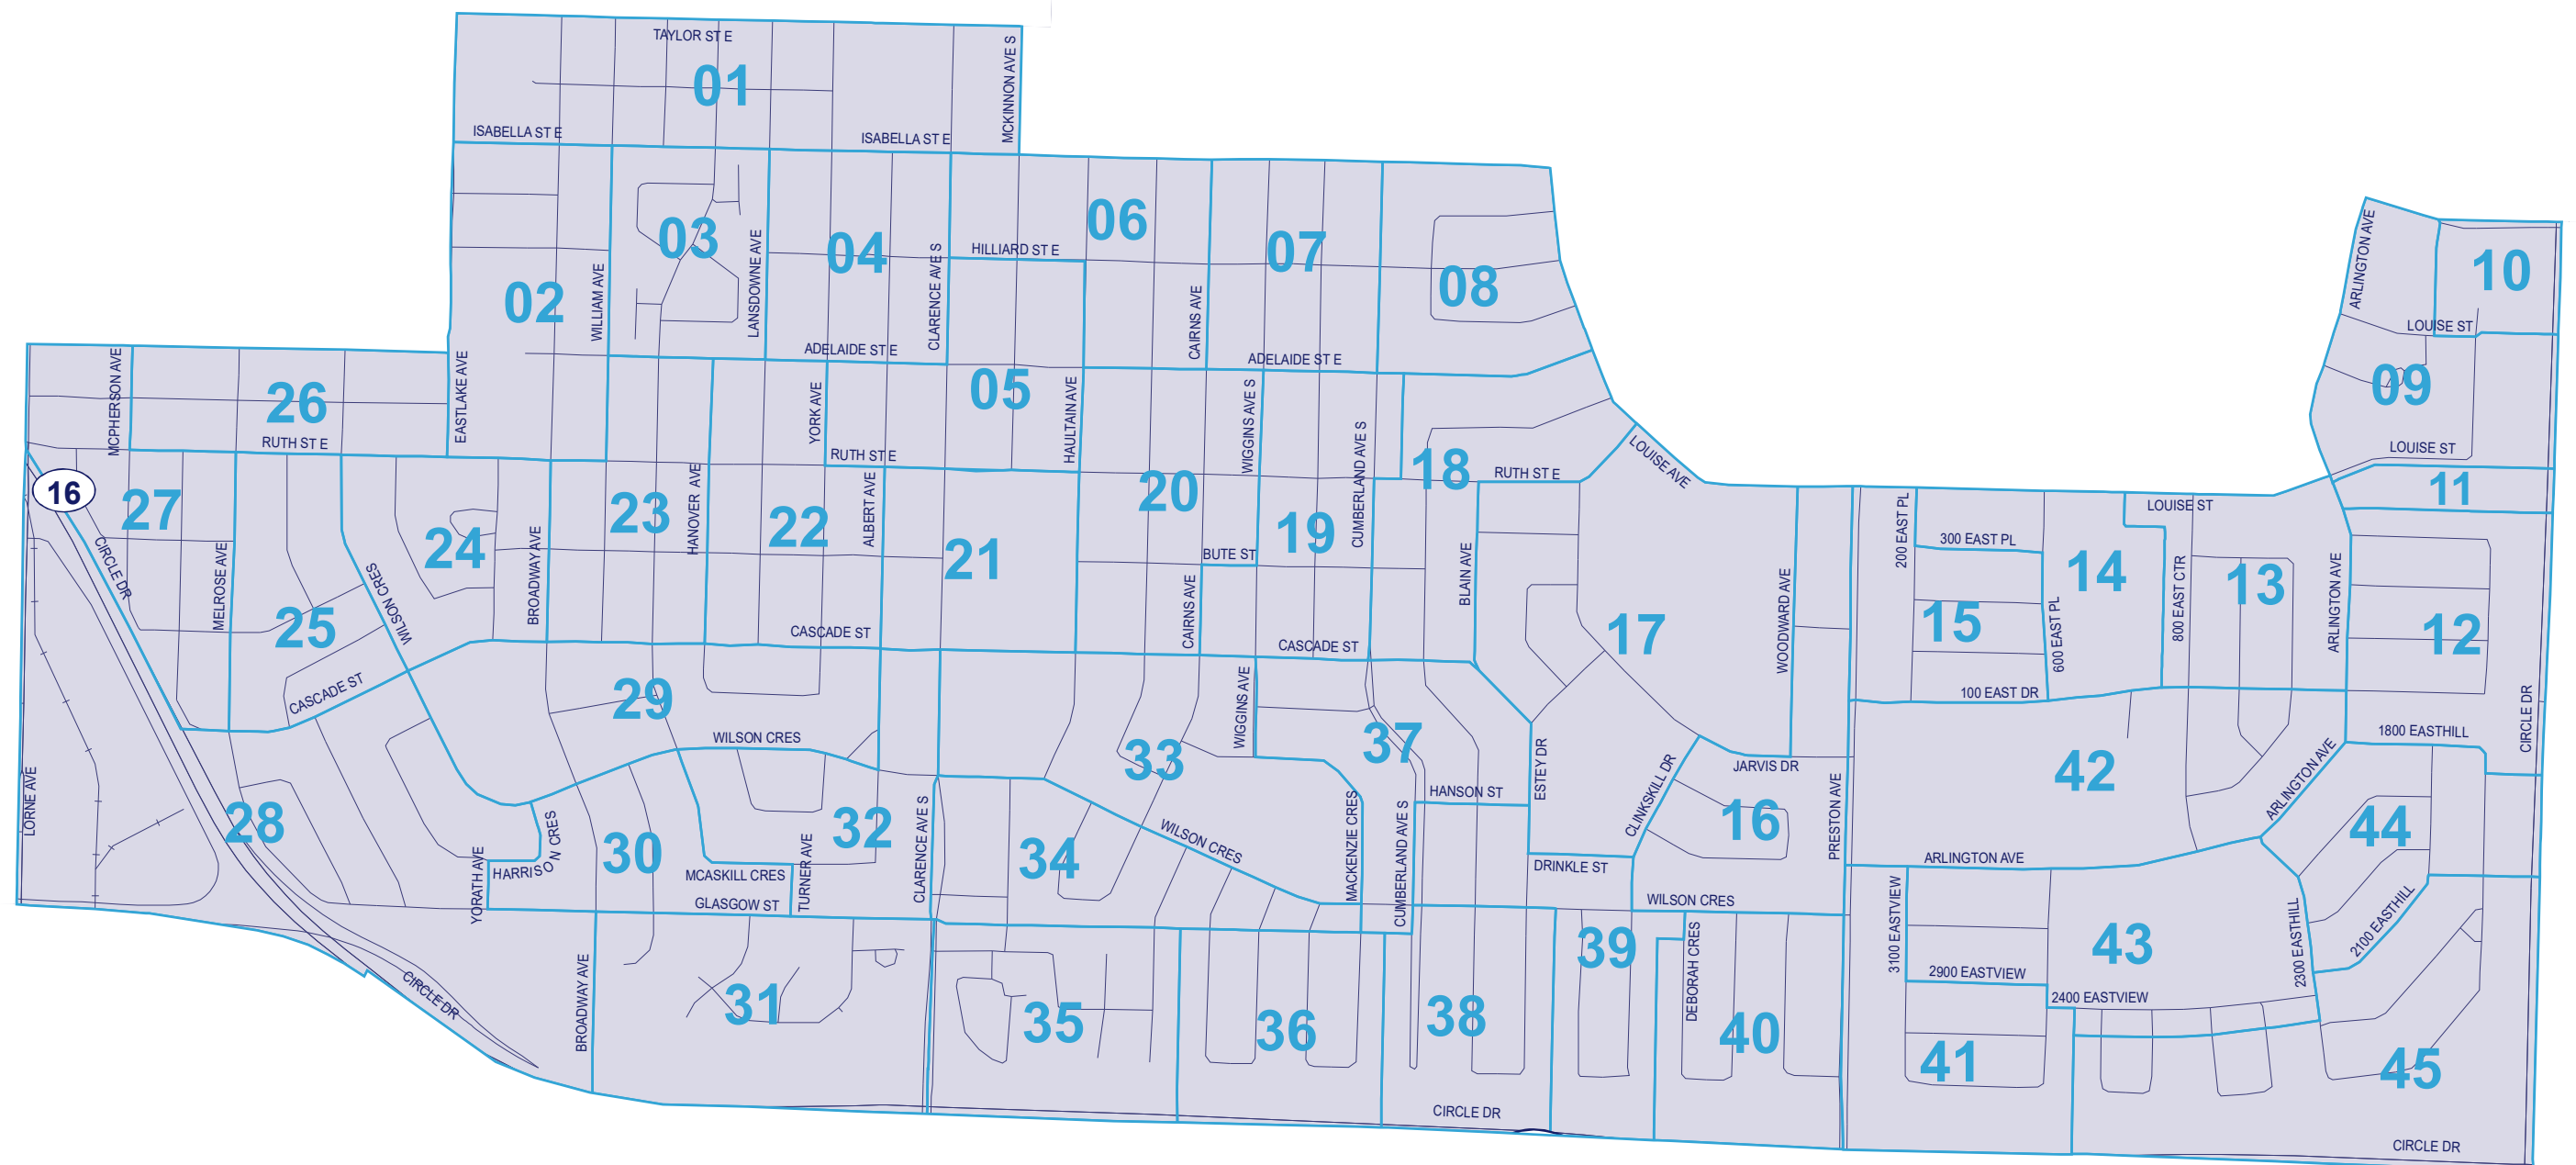 TAYLOR ST E
01
MCKINNON AVE S
ISABELLA ST E
ISABELLA ST E
02
WILLIAM AVE
03
LANSDOWNE AVE
04
CLARENCE AVE S
HILLIARD ST E
06
CAIRNS AVE
07
08
ADELAIDE ST E
ADELAIDE ST E
ARLINGTON AVE
10
LOUISE ST
09
LOUISE ST
11
MCPHERSON AVE
26
RUTH ST E
EASTLAKE AVE
YORK AVE
RUTH ST E
05
HAULTAIN AVE
WIGGINS AVE S
CUMBERLAND AVE S
18
RUTH ST E
LOUISE AVE
16
27
CIRCLE DR
MELROSE AVE
25
WILSON CRES
24
BROADWAY AVE
23
HANOVER AVE
22
ALBERT AVE
21
20
BUTE ST
19
CAIRNS AVE
BLAIN AVE
17
WOODWARD AVE
200 EAST PL
300 EAST PL
15
600 EAST PL
14
LOUISE ST
800 EAST CTR
13
ARLINGTON AVE
12
CASCADE ST
CASCADE ST
CASCADE ST
100 EAST DR
CIRCLE DR
29
WILSON CRES
33
WIGGINS AVE
37
ESTEY DR
HANSON ST
CLINKSKILL DR
JARVIS DR
16
PRESTON AVE
42
ARLINGTON AVE
1800 EASTHILL
44
LORNE AVE
28
YORATH AVE
HARRISON CRES
30
MCASKILL CRES
TURNER AVE
32
GLASGOW ST
CLARENCE AVE S
34
WILSON CRES
MACKENZIE CRES
CUMBERLAND AVE S
DRINKLE ST
WILSON CRES
ARLINGTON AVE
3100 EASTVIEW
2900 EASTVIEW
43
2400 EASTVIEW
2300 EASTHILL
2100 EASTHILL
CIRCLE DR
BROADWAY AVE
31
35
36
38
39
DEBORAH CRES
40
41
45
CIRCLE DR
CIRCLE DR